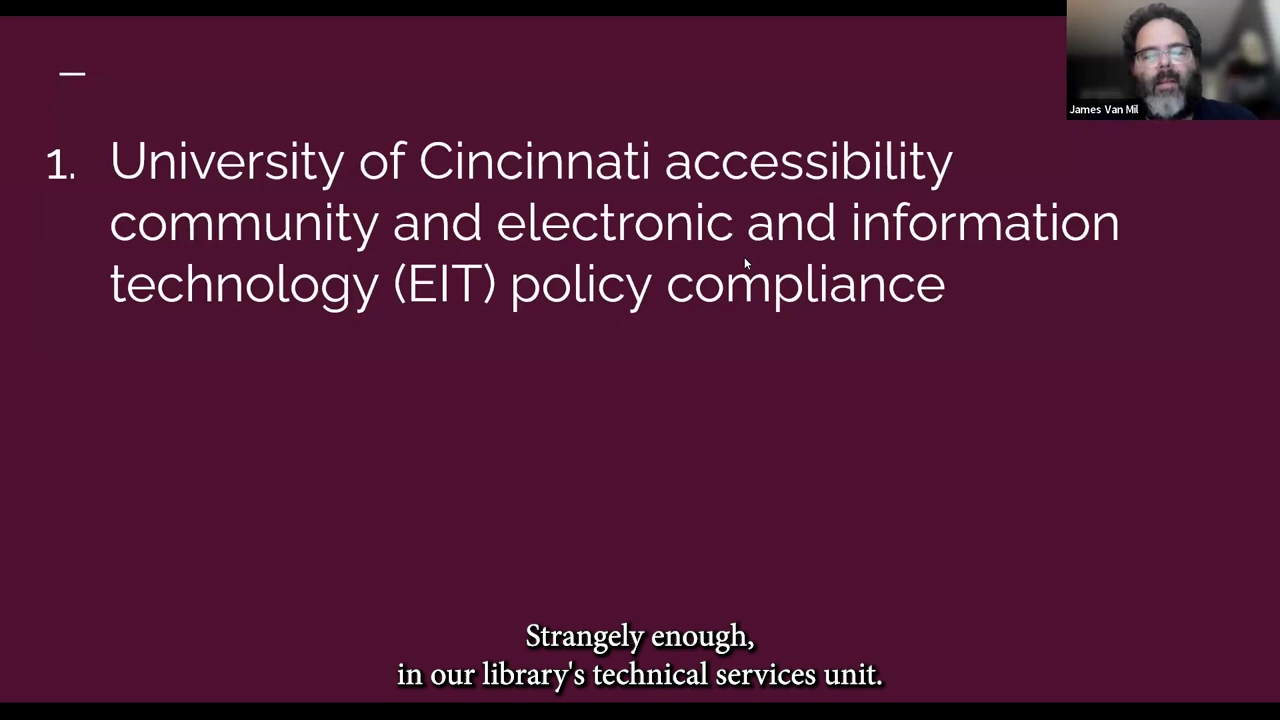 James Van Mil
1. University of Cincinnati accessibility
community and electronic and information
technology (EIT) policy compliance
Strangely enough,
in our library's technical services unit.